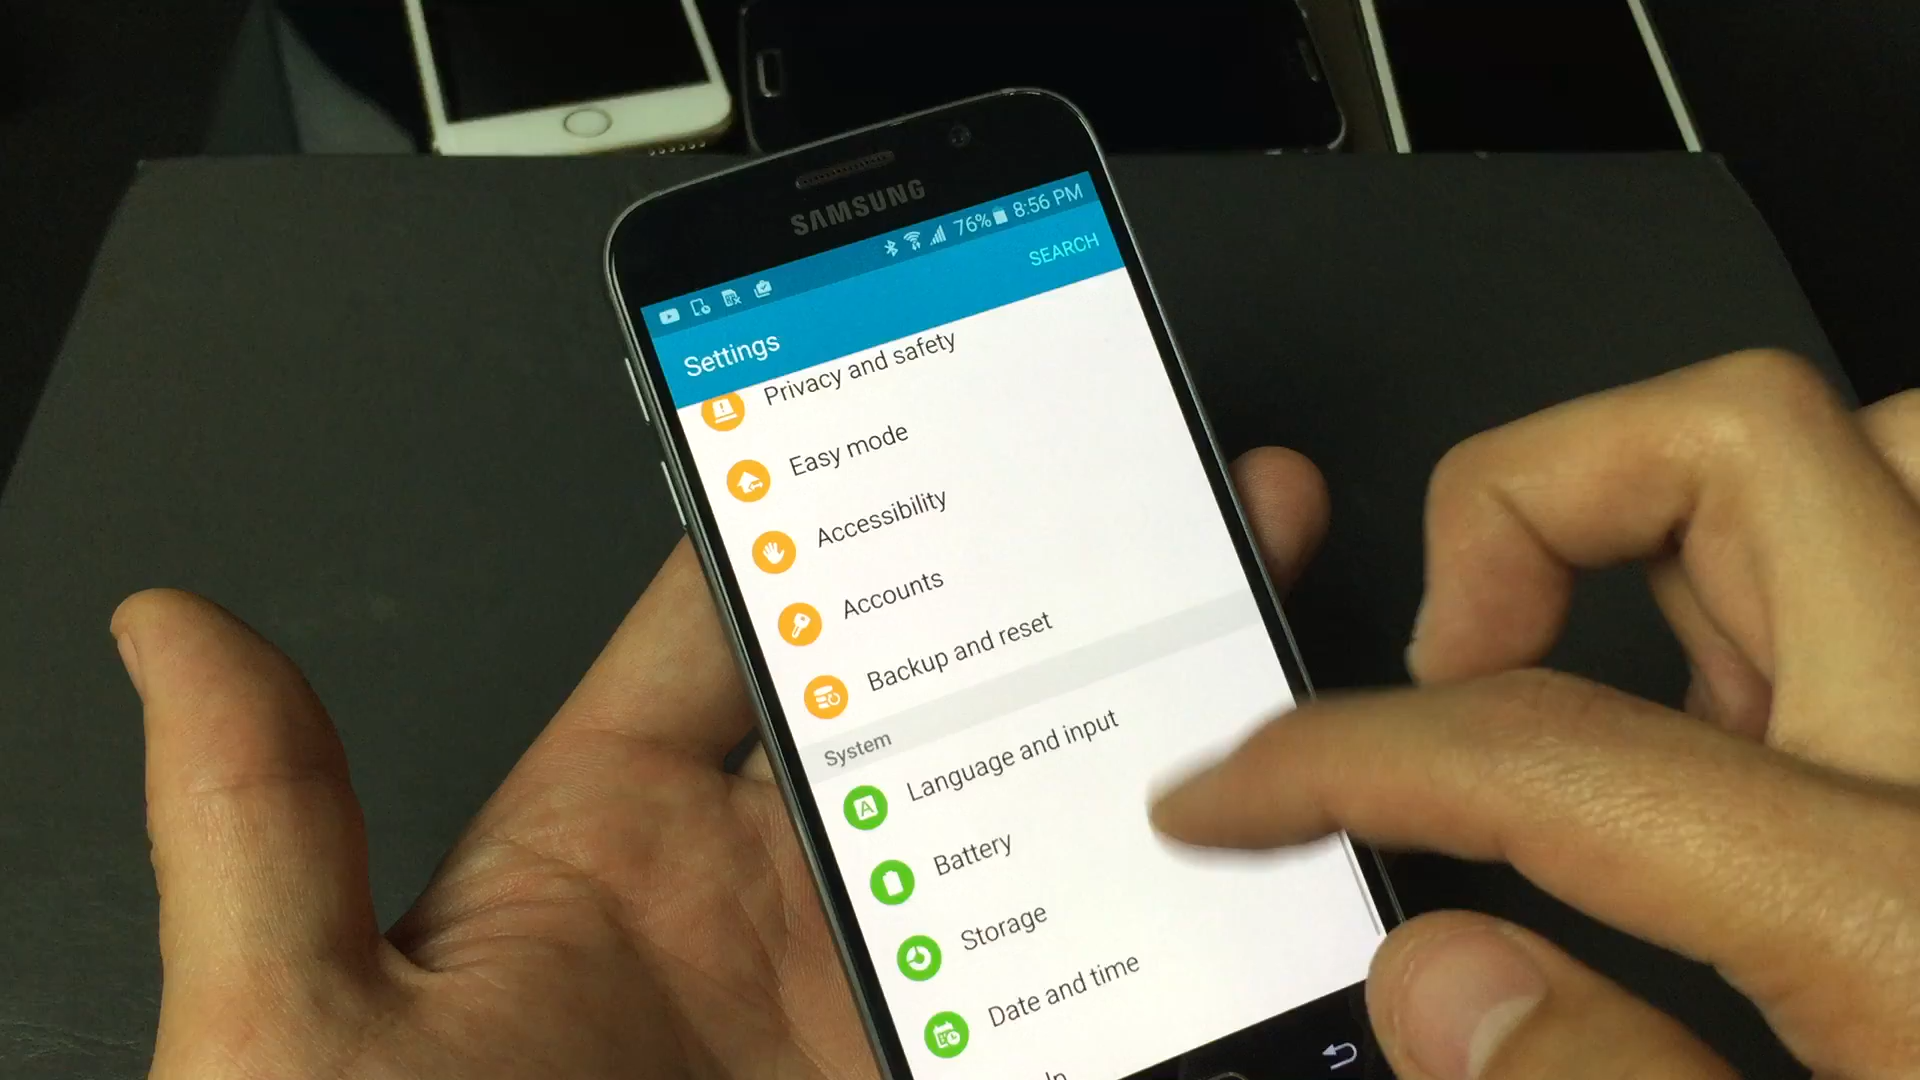 SAMSUNG
76% 8:56 PM
SEARCH
Settings
Privacy and safety
Easy mode
Accessibility
Accounts
Backup and reset
System
Language and input
A
Battery
Storage
Date and time